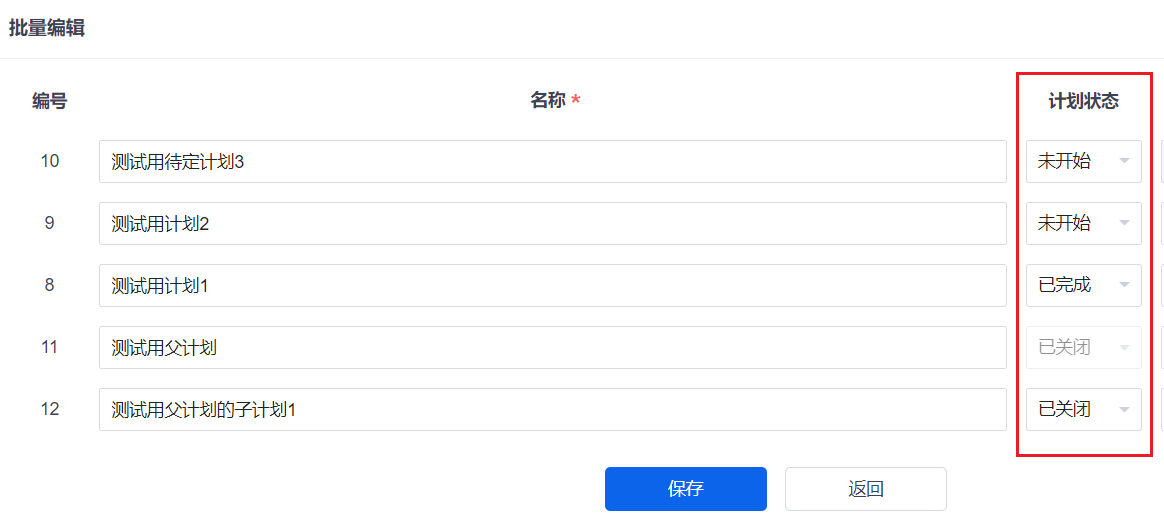 批量编辑
编号 名称 * 计划状态
10 测试用待定计划3 未开始
9 测试用计划2 未开始
8 测试用计划1 已完成
11 测试用父计划 已关闭
12 测试用父计划的子计划1 已关闭
保存 返回